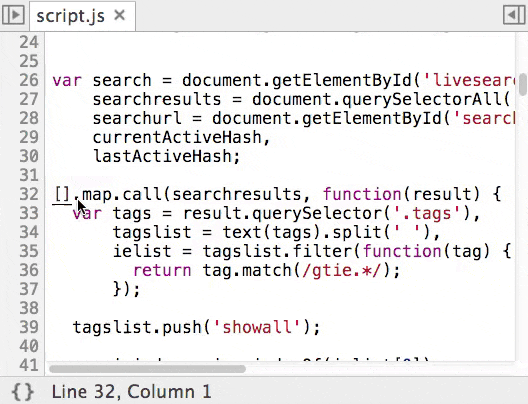 script.js ×
24
25
26 var search = document.getElementById('livesear
27 searchresults = document.querySelectorAll(
28 searchurl = document.getElementById('searc
29 currentActiveHash,
30 lastActiveHash;
31
32 [].map.call(searchresults, function(result) {
33 var tags = result.querySelector('.tags'),
34 tagslist = text(tags).split(' '),
35 ielist = tagslist.filter(function(tag) {
36 return tag.match(/gtie.*/);
37 });
38
39 tagslist.push('showall');
40
41
{} Line 32, Column 1